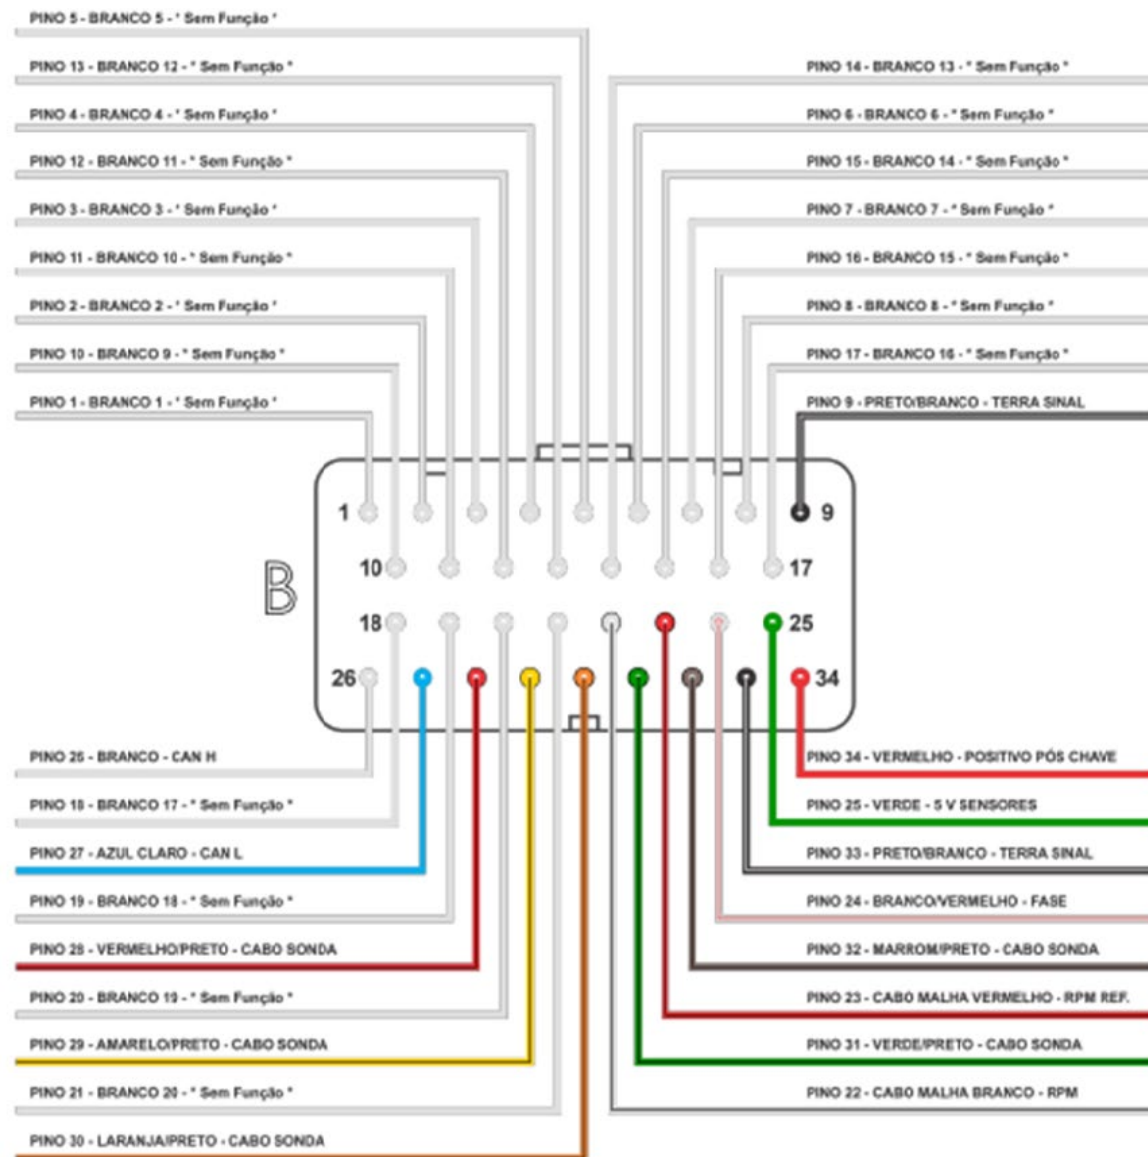 PINO 5 - BRANCO 5 - * Sem Função *
PINO 13 - BRANCO 12 - * Sem Função *
PINO 4 - BRANCO 4 - * Sem Função *
PINO 12 - BRANCO 11 - * Sem Função *
PINO 3 - BRANCO 3 - * Sem Função *
PINO 11 - BRANCO 10 - * Sem Função *
PINO 2 - BRANCO 2 - * Sem Função *
PINO 10 - BRANCO 9 - * Sem Função *
PINO 1 - BRANCO 1 - * Sem Função *
PINO 14 - BRANCO 13 - * Sem Função *
PINO 6 - BRANCO 6 - * Sem Função *
PINO 15 - BRANCO 14 - * Sem Função *
PINO 7 - BRANCO 7 - * Sem Função *
PINO 16 - BRANCO 15 - * Sem Função *
PINO 8 - BRANCO 8 - * Sem Função *
PINO 17 - BRANCO 16 - * Sem Função *
PINO 9 - PRETO/BRANCO - TERRA SINAL
1 9
10 17
B
18 25
26 34
PINO 26 - BRANCO - CAN H
PINO 18 - BRANCO 17 - * Sem Função *
PINO 27 - AZUL CLARO - CAN L
PINO 19 - BRANCO 18 - * Sem Função *
PINO 28 - VERMELHO/PRETO - CABO SONDA
PINO 20 - BRANCO 19 - * Sem Função *
PINO 29 - AMARELO/PRETO - CABO SONDA
PINO 21 - BRANCO 20 - * Sem Função *
PINO 30 - LARANJA/PRETO - CABO SONDA
PINO 34 - VERMELHO - POSITIVO PÓS CHAVE
PINO 25 - VERDE - 5 V SENSORES
PINO 33 - PRETO/BRANCO - TERRA SINAL
PINO 24 - BRANCO/VERMELHO - FASE
PINO 32 - MARROM/PRETO - CABO SONDA
PINO 23 - CABO MALHA VERMELHO - RPM REF.
PINO 31 - VERDE/PRETO - CABO SONDA
PINO 22 - CABO MALHA BRANCO - RPM